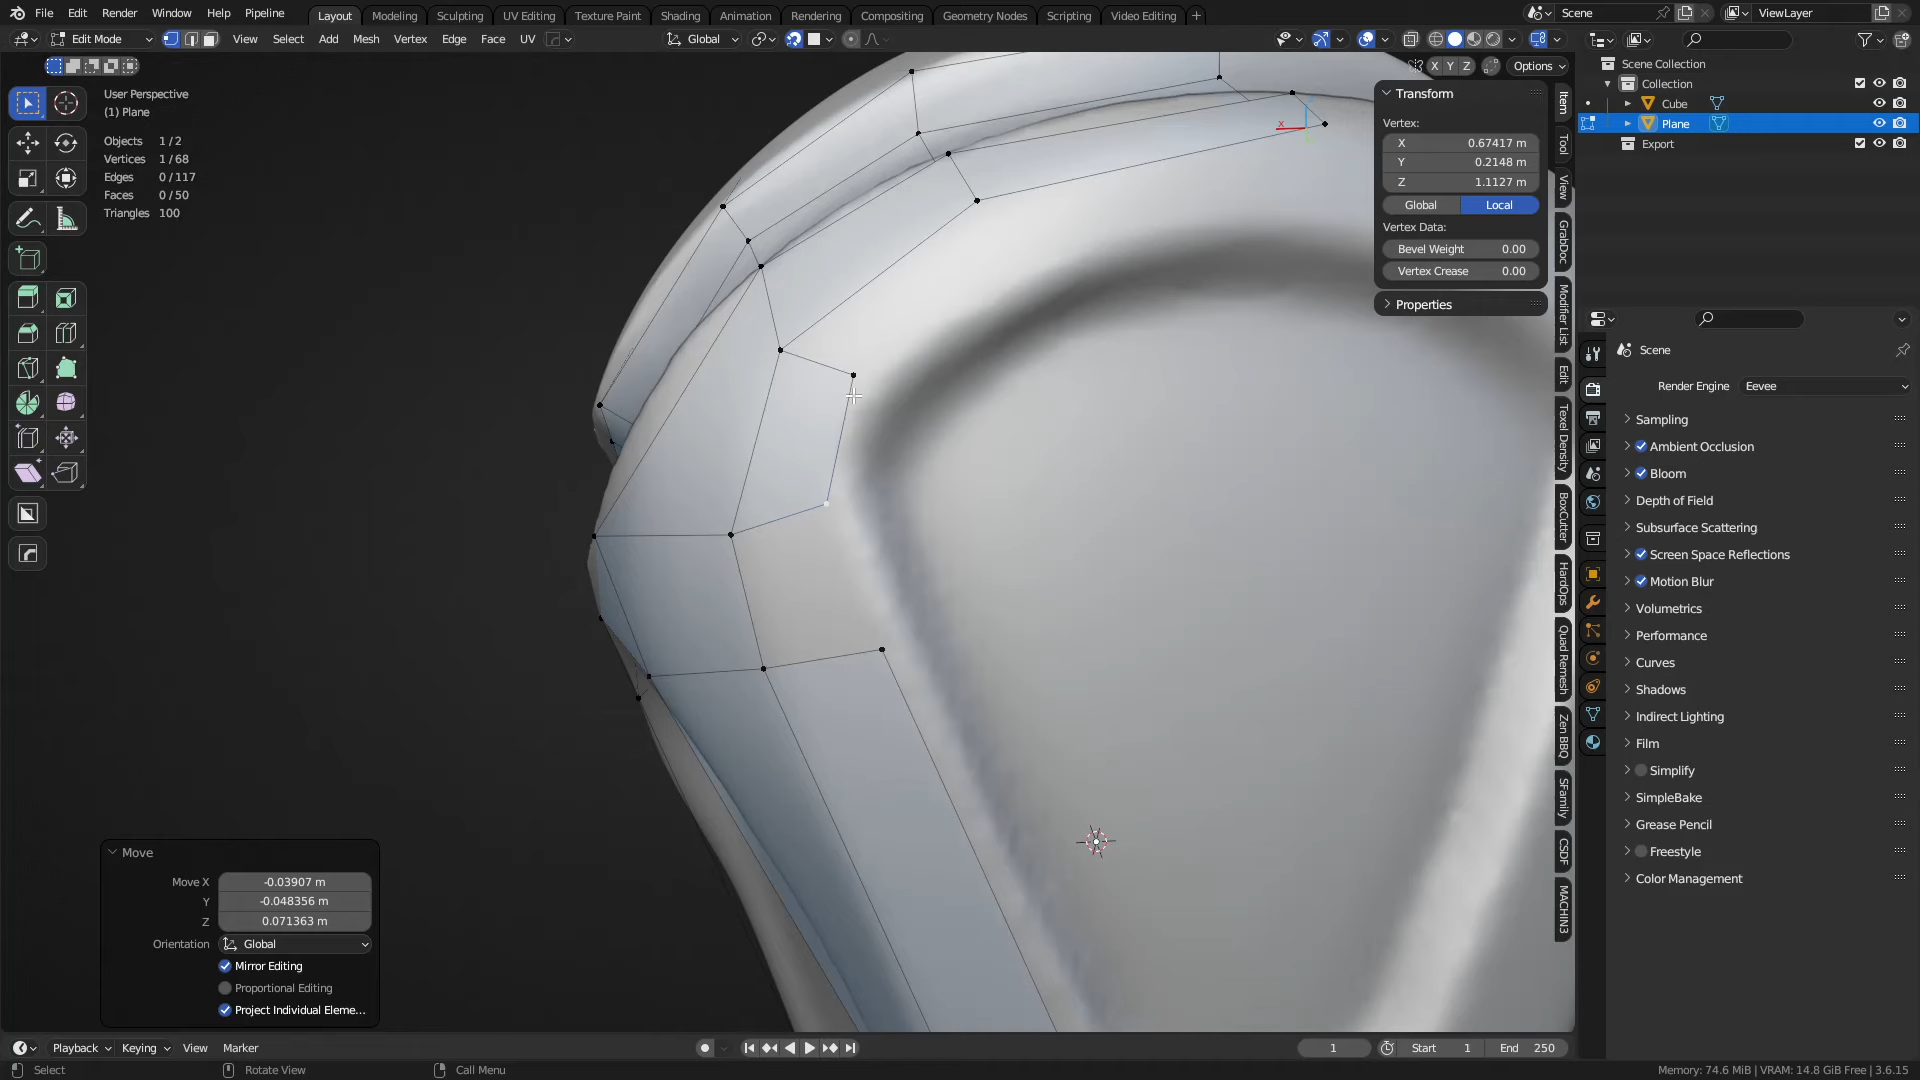 File Edit Render Window Help Pipeline Layout Modeling Sculpting UV Editing Texture Paint Shading Animation Rendering Compositing Geometry Nodes Scripting Video Editing + Scene ViewLayer
Edit Mode View Select Add Mesh Vertex Edge Face UV Global
X Y Z Options
User Perspective
(1) Plane
Objects 1 / 2
Vertices 1 / 68
Edges 0 / 117
Faces 0 / 50
Triangles 100
Transform
Vertex:
X 0.67417 m
Y 0.2148 m
Z 1.1127 m
Global Local
Vertex Data:
Bevel Weight 0.00
Vertex Crease 0.00
Properties
Item
Tool
View
GrabDoc
Modifier List
Edit
Texel Density
BoxCutter
HardOps
Quad Remesh
Zen BBQ
SFamily
CSDF
MACHIN3
Scene Collection
Collection
Cube
Plane
Export
Scene
Render Engine Eevee
Sampling
Ambient Occlusion
Bloom
Depth of Field
Subsurface Scattering
Screen Space Reflections
Motion Blur
Volumetrics
Performance
Curves
Shadows
Indirect Lighting
Film
Simplify
SimpleBake
Grease Pencil
Freestyle
Color Management
x
Move
Move X -0.03907 m
Y -0.048356 m
Z 0.071363 m
Orientation Global
Mirror Editing
Proportional Editing
Project Individual Eleme...
Playback Keying View Marker 1 Start 1 End 250
Select Rotate View Call Menu Memory: 74.6 MiB | VRAM: 14.8 GiB Free | 3.6.15